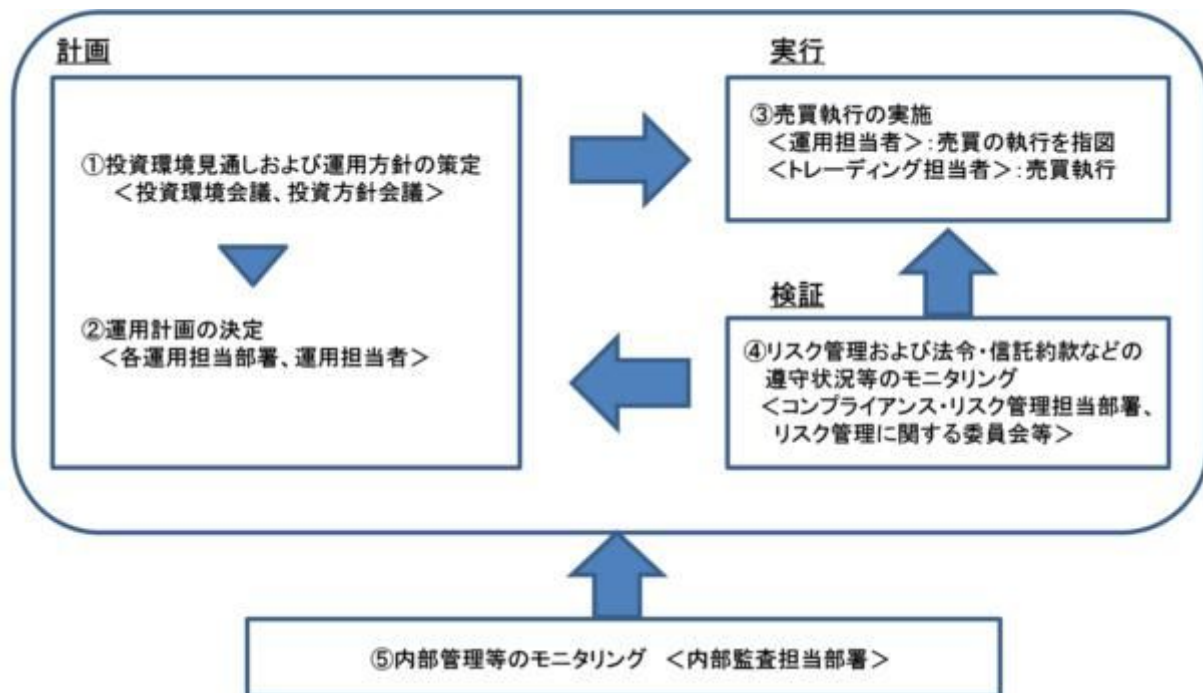 計画
①投資環境見通しおよび運用方針の策定
＜投資環境会議、投資方針会議＞
②運用計画の決定
＜各運用担当部署、運用担当者＞
実行
③売買執行の実施
＜運用担当者＞：売買の執行を指図
＜トレーディング担当者＞：売買執行
検証
④リスク管理および法令・信託約款などの
遵守状況等のモニタリング
＜コンプライアンス・リスク管理担当部署、
リスク管理に関する委員会等＞
⑤内部管理等のモニタリング　＜内部監査担当部署＞